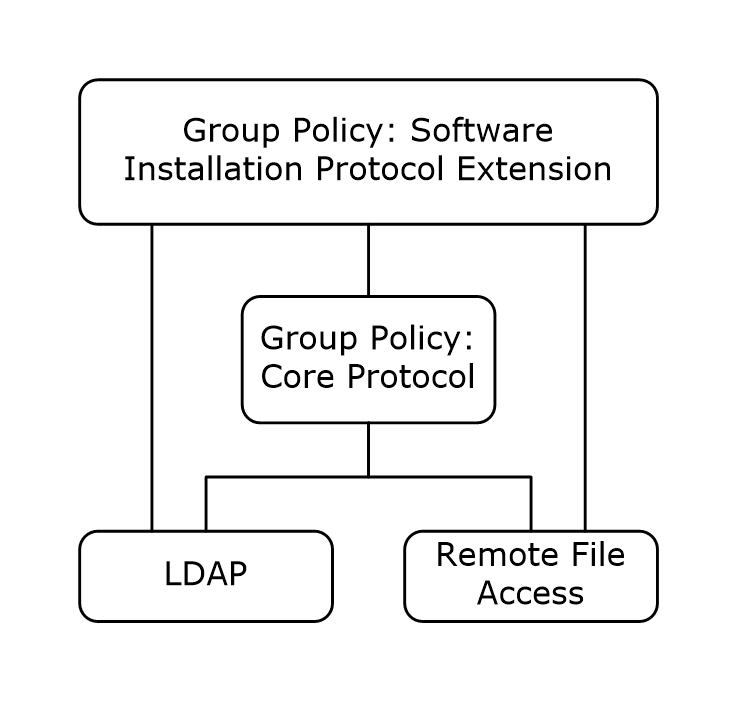 Group Policy: Software
Installation Protocol Extension
Group Policy:
Core Protocol
LDAP
Remote File
Access